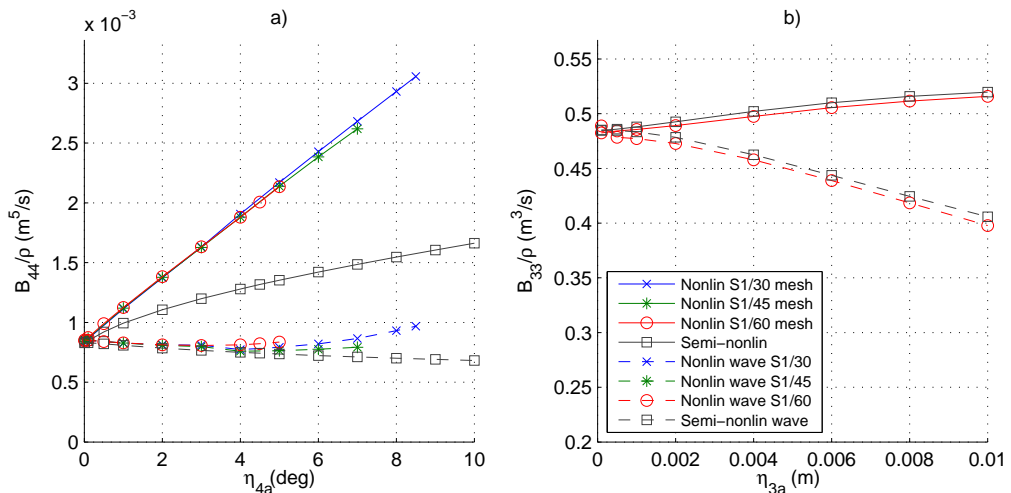 a)
x 10⁻³
B₄₄/ρ (m⁵/s)
3
2.5
2
1.5
1
0.5
0
0 2 4 6 8 10
η₄ₐ(deg)
b)
B₃₃/ρ (m³/s)
0.55
0.5
0.45
0.4
0.35
0.3
0.25
0.2
0 0.002 0.004 0.006 0.008 0.01
η₃ₐ (m)
Nonlin S1/30 mesh
Nonlin S1/45 mesh
Nonlin S1/60 mesh
Semi−nonlin
Nonlin wave S1/30
Nonlin wave S1/45
Nonlin wave S1/60
Semi−nonlin wave